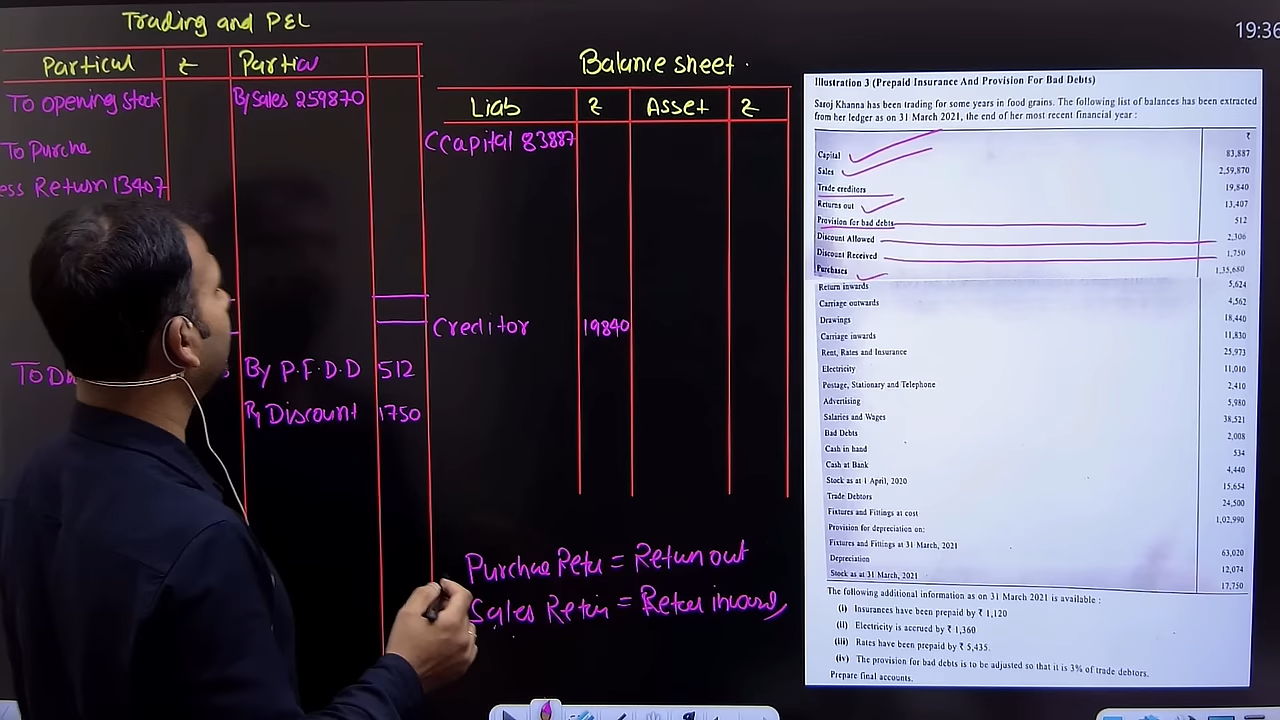 Trading and P&L
Particul ₹ Particu
To opening stock By Sales 259870
To Purche
ess Return 13407
By P.F.D.D 512
By Discount 1750
Balance sheet.
Liab ₹ Asset ₹
Capital 83887
Creditor 19840
Purchae Retu = Return out
Sales Retur = Retur inward
19:36
Illustration 3 (Prepaid Insurance And Provision For Bad Debts)
Saroj Khanna has been trading for some years in food grains. The following list of balances has been extracted
from her ledger as on 31 March 2021, the end of her most recent financial year :
₹
Capital 83,887
Sales 2,59,870
Trade creditors 19,840
Returns out 13,407
Provision for bad debts 512
Discount Allowed 2,306
Discount Received 1,750
Purchases 1,35,680
Return inwards 5,624
Carriage outwards 4,562
Drawings 18,440
Carriage inwards 11,830
Rent, Rates and Insurance 25,973
Electricity 11,010
Postage, Stationary and Telephone 2,410
Advertising 5,980
Salaries and Wages 38,521
Bad Debts 2,008
Cash in hand 534
Cash at Bank 4,440
Stock as at 1 April, 2020 15,654
Trade Debtors 24,500
Fixtures and Fittings at cost 1,02,990
Provision for depreciation on:
Fixtures and Fittings at 31 March, 2021 63,020
Depreciation 12,074
Stock as at 31 March, 2021 17,750
The following additional information as on 31 March 2021 is available :
(i) Insurances have been prepaid by ₹ 1,120
(ii) Electricity is accrued by ₹ 1,360
(iii) Rates have been prepaid by ₹ 5,435.
(iv) The provision for bad debts is to be adjusted so that it is 3% of trade debtors.
Prepare final accounts.